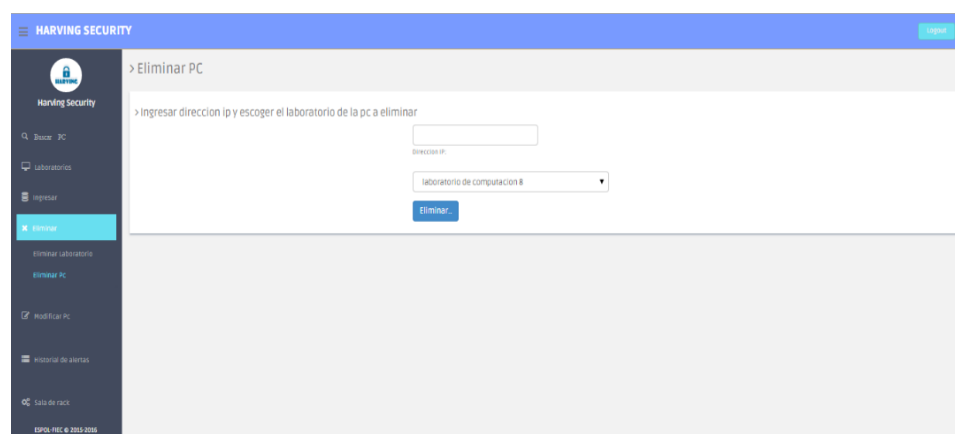 HARVING SECURITY
Logout
HARVING
Harving Security
> Eliminar PC
> Ingresar direccion ip y escoger el laboratorio de la pc a eliminar
Direccion IP:
laboratorio de computacion 8
Eliminar..
Buscar PC
Laboratorios
Ingresar
Eliminar
Eliminar Laboratorio
Eliminar Pc
Modificar Pc
Historial de alertas
Sala de rack
ESPOL-FIEC © 2015-2016